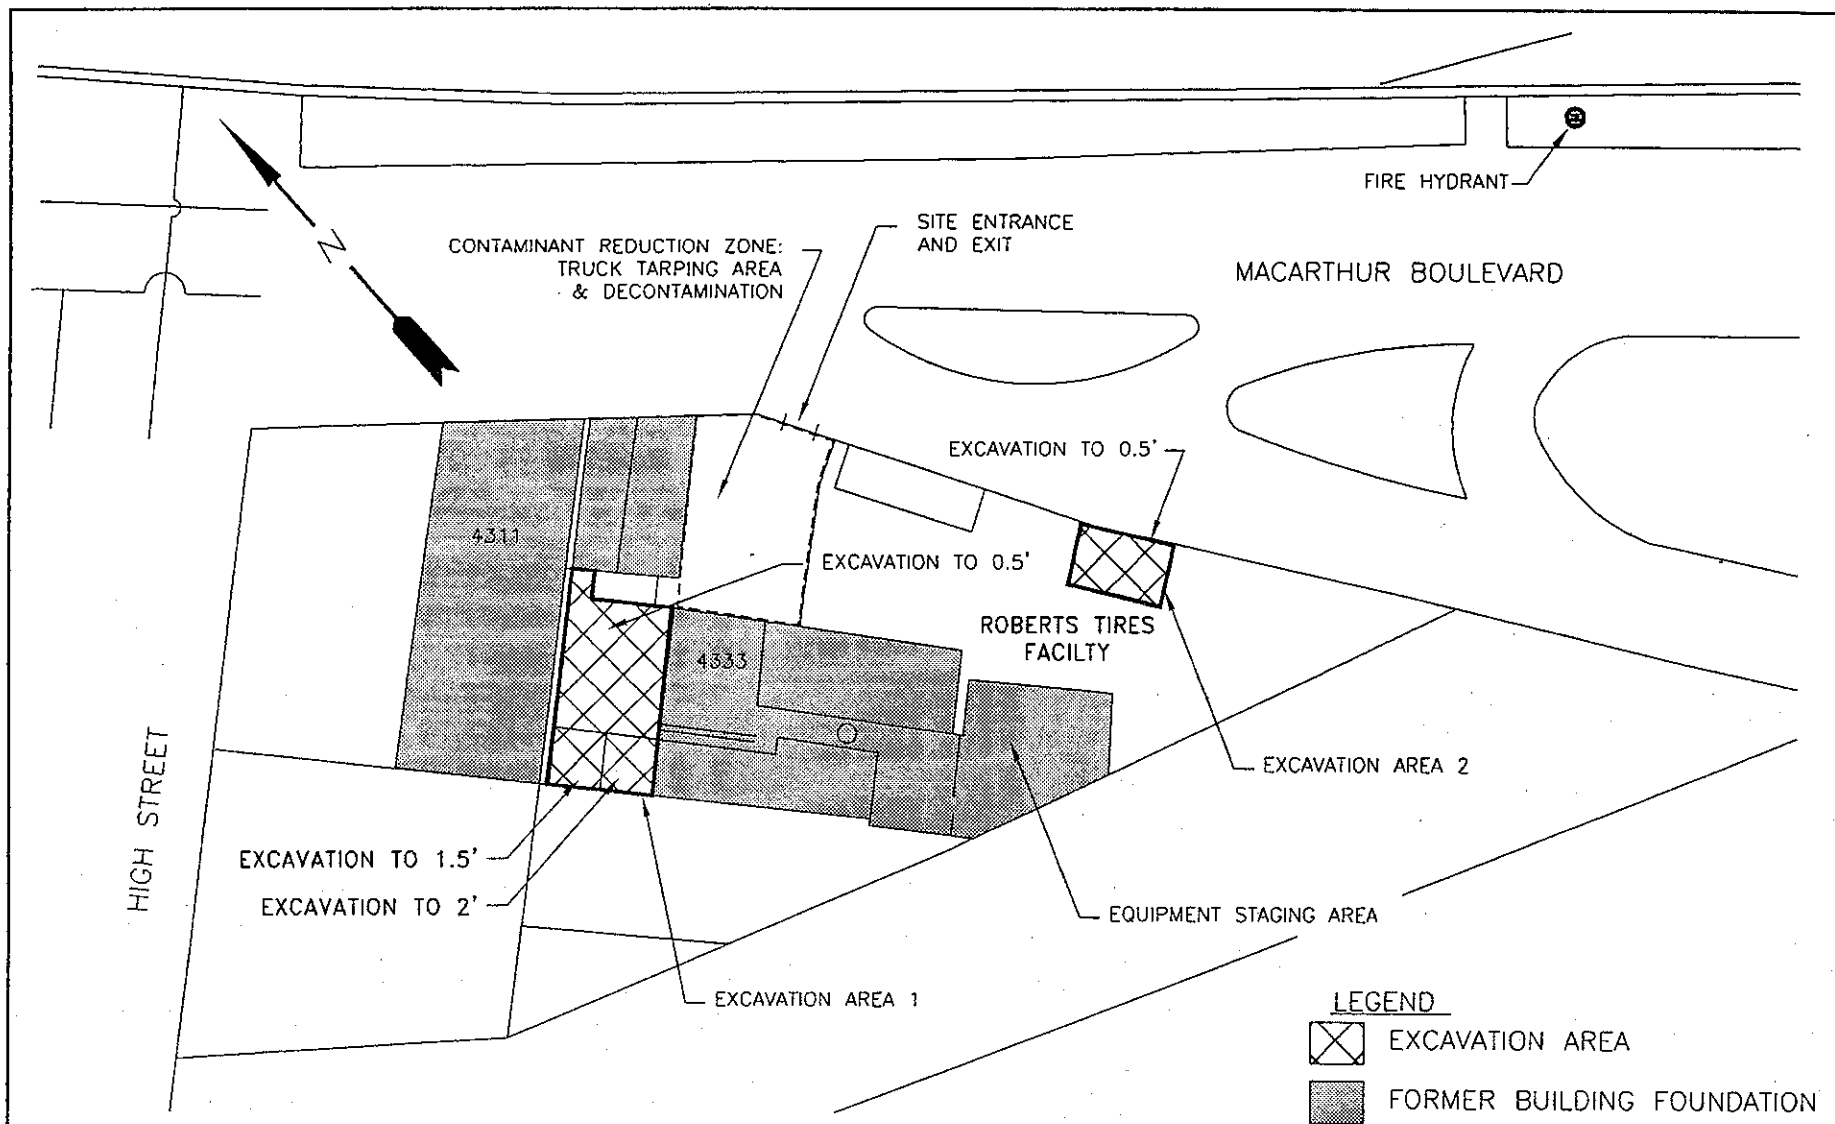 FIRE HYDRANT
SITE ENTRANCE
AND EXIT
CONTAMINANT REDUCTION ZONE:
TRUCK TARPING AREA
& DECONTAMINATION
MACARTHUR BOULEVARD
N
EXCAVATION TO 0.5'
4311
EXCAVATION TO 0.5'
ROBERTS TIRES
FACILTY
4333
EXCAVATION AREA 2
HIGH STREET
EXCAVATION TO 1.5'
EXCAVATION TO 2'
EQUIPMENT STAGING AREA
EXCAVATION AREA 1
LEGEND
EXCAVATION AREA
FORMER BUILDING FOUNDATION